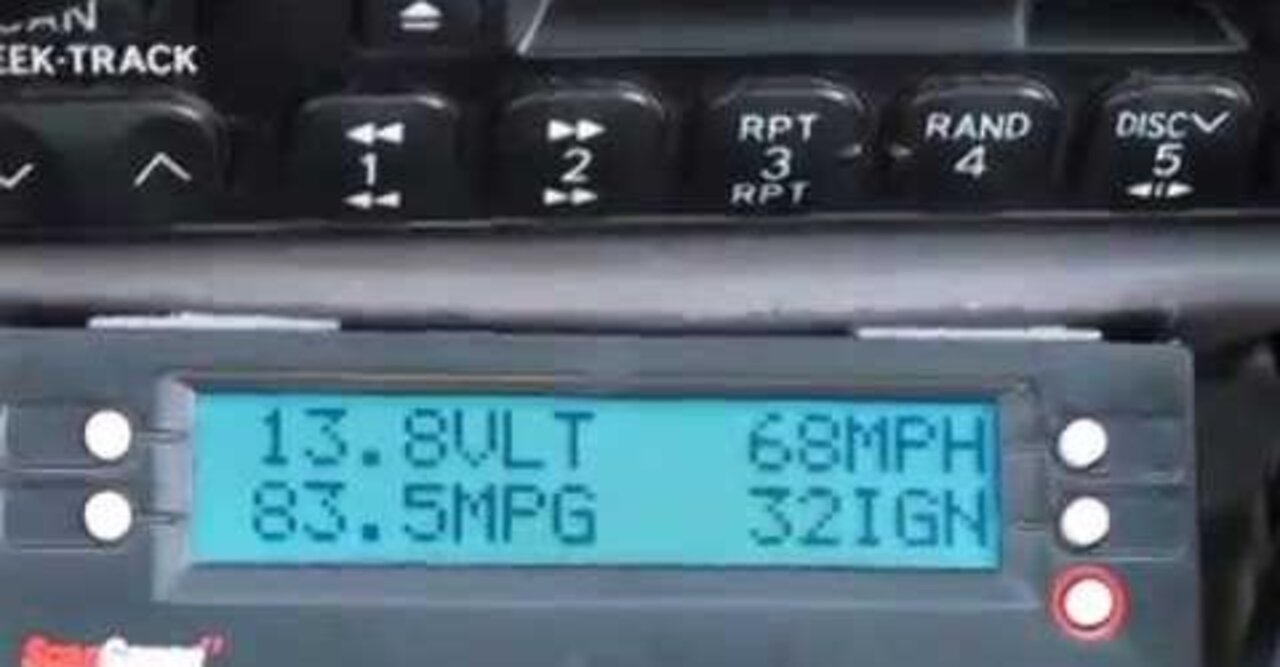 EEK·TRACK
1
2
RPT
3
RPT
RAND
4
DISC
5
13.8VLT 68MPH
83.5MPG 32IGN